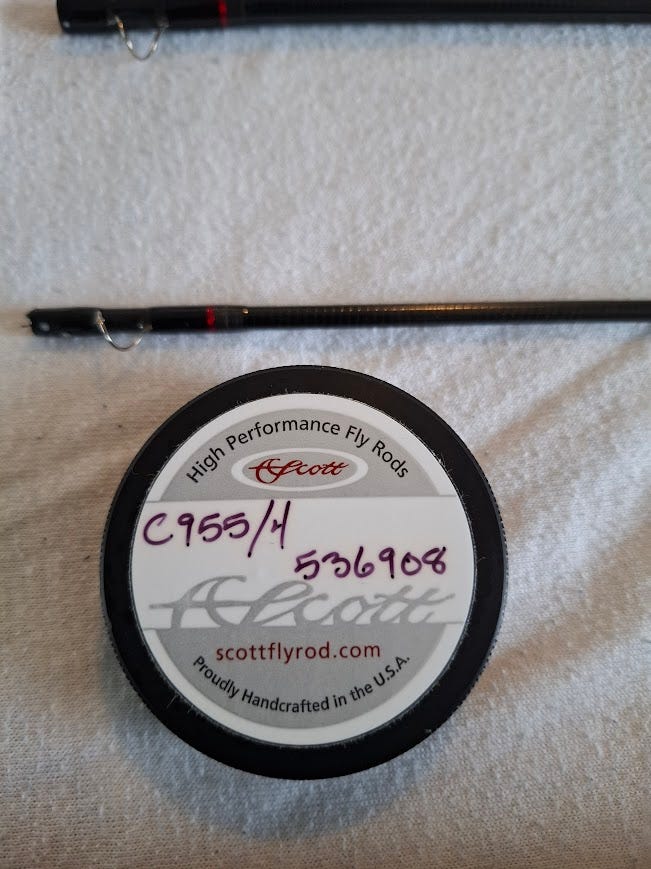 High Performance Fly Rods
Scott
C955/4
536908
Scott
scottflyrod.com
Proudly Handcrafted in the U.S.A.